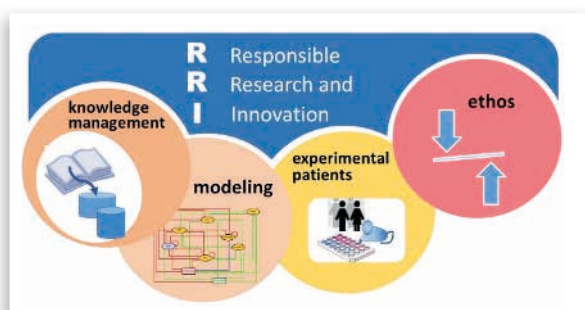 R Responsible
R Research and
I Innovation
knowledge
management
modeling
experimental
patients
ethos